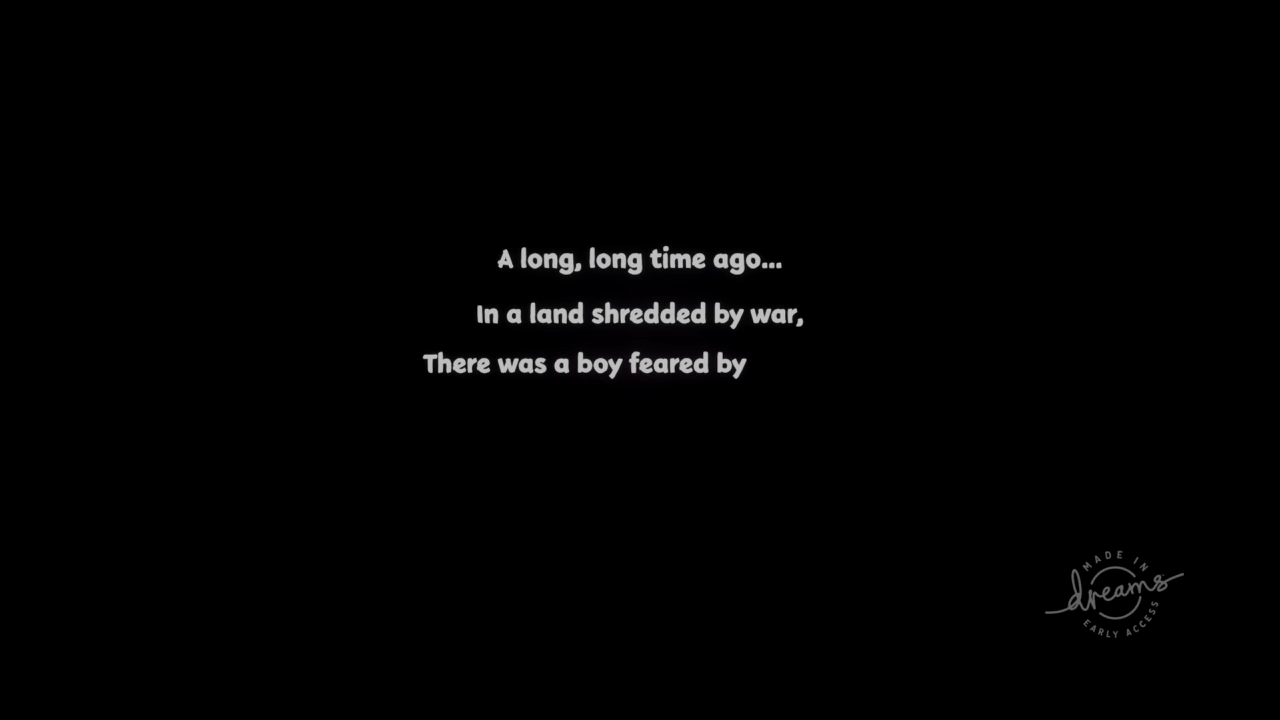 A long, long time ago...
In a land shredded by war,
There was a boy feared by
MADE IN
dreams
EARLY ACCESS